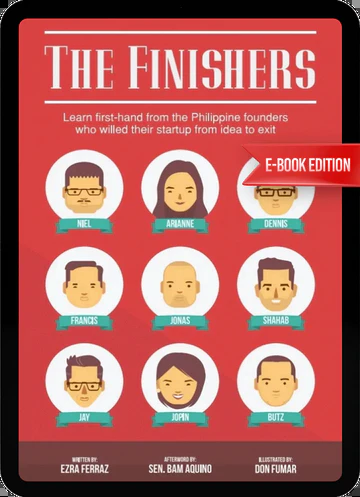 THE FINISHERS
Learn first-hand from the Philippine founders
who willed their startup from idea to exit
E-BOOK EDITION
NIEL
ARIANNE
DENNIS
FRANCIS
JONAS
SHAHAB
JAY
JOPIN
BUTZ
WRITTEN BY:
EZRA FERRAZ
AFTERWORD BY:
SEN. BAM AQUINO
ILLUSTRATED BY:
DON FUMAR